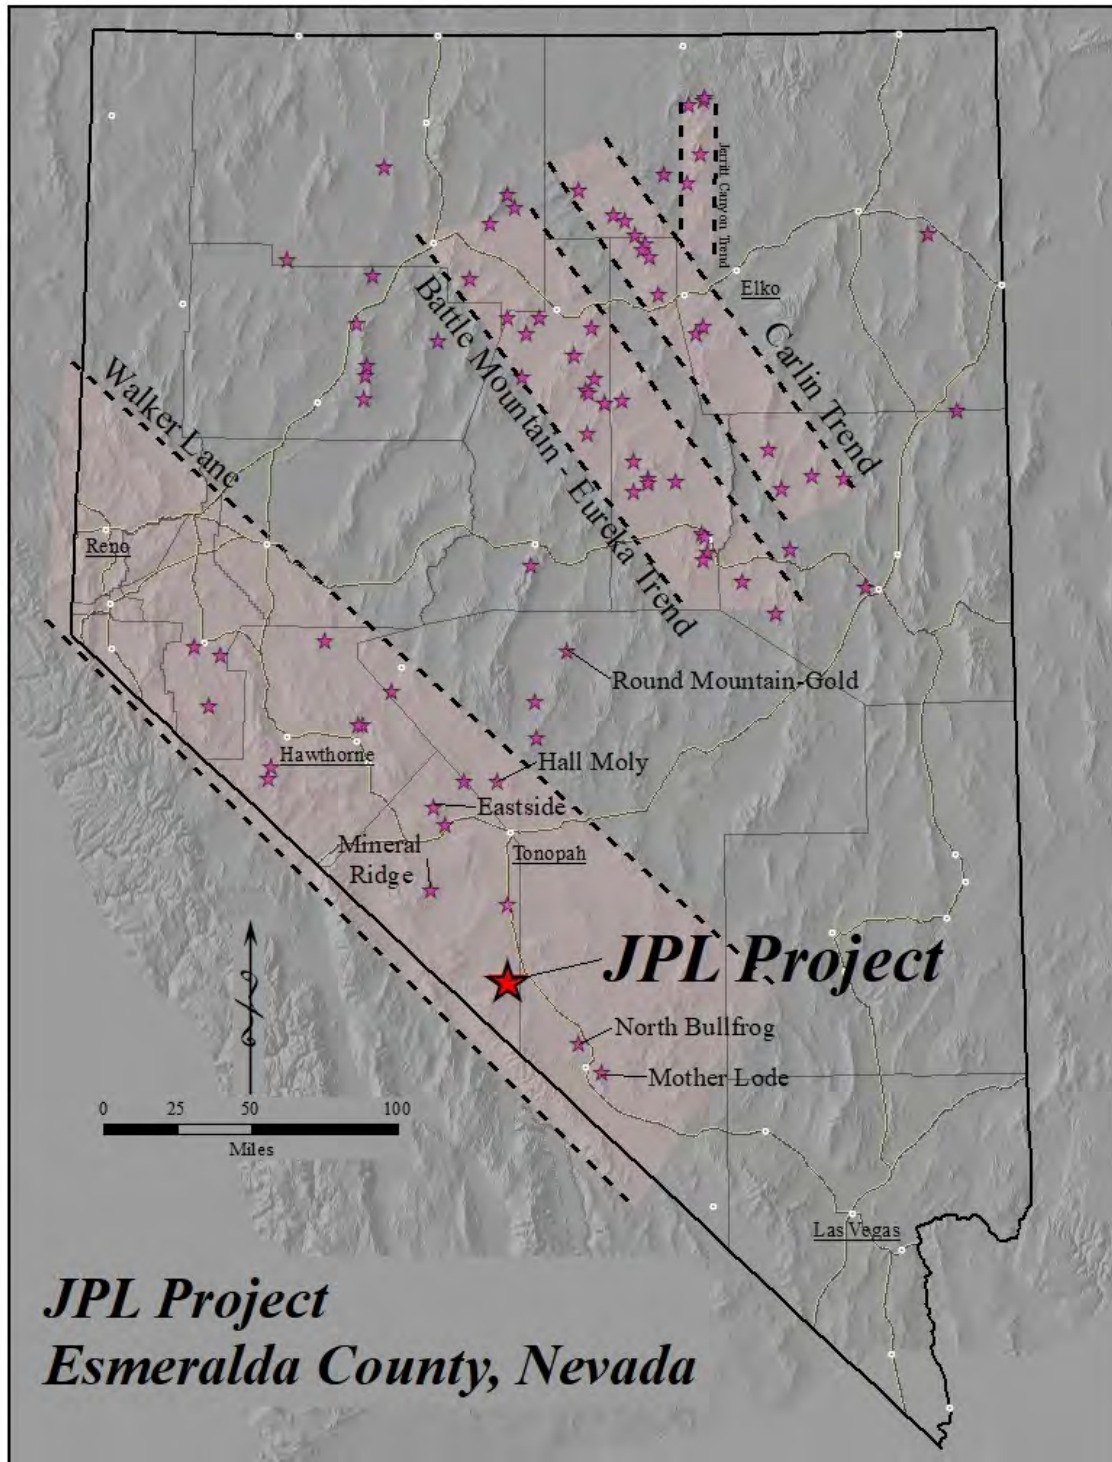 Jerritt Canyon Trend
Elko
Battle Mountain - Eureka Trend
Carlin Trend
Walker Lane
Reno
Round Mountain-Gold
Hawthorne
Hall Moly
Eastside
Mineral
Ridge
Tonopah
JPL Project
North Bullfrog
Mother Lode
0 25 50 100
Miles
Las Vegas
JPL Project
Esmeralda County, Nevada